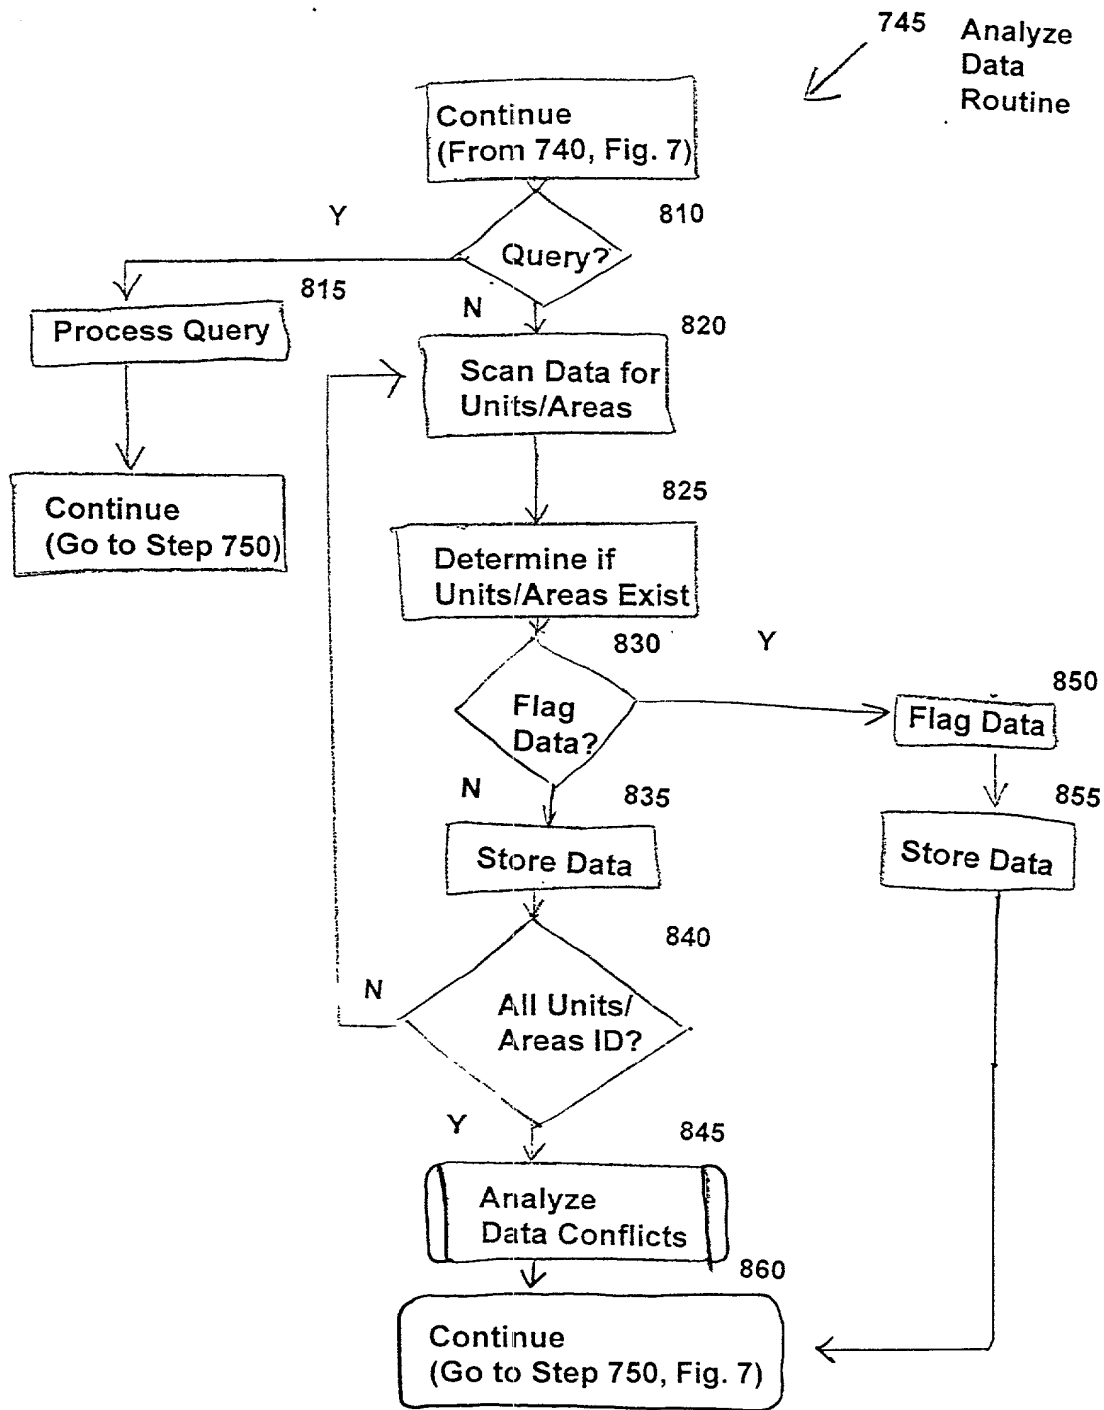 745 Analyze
Data
Routine
Continue
(From 740, Fig. 7)
810
Y
Query?
815
N
820
Process Query
Scan Data for
Units/Areas
825
Continue
(Go to Step 750)
Determine if
Units/Areas Exist
830
Y
850
Flag
Data?
Flag Data
N
835
855
Store Data
Store Data
840
N
All Units/
Areas ID?
Y
845
Analyze
Data Conflicts
860
Continue
(Go to Step 750, Fig. 7)